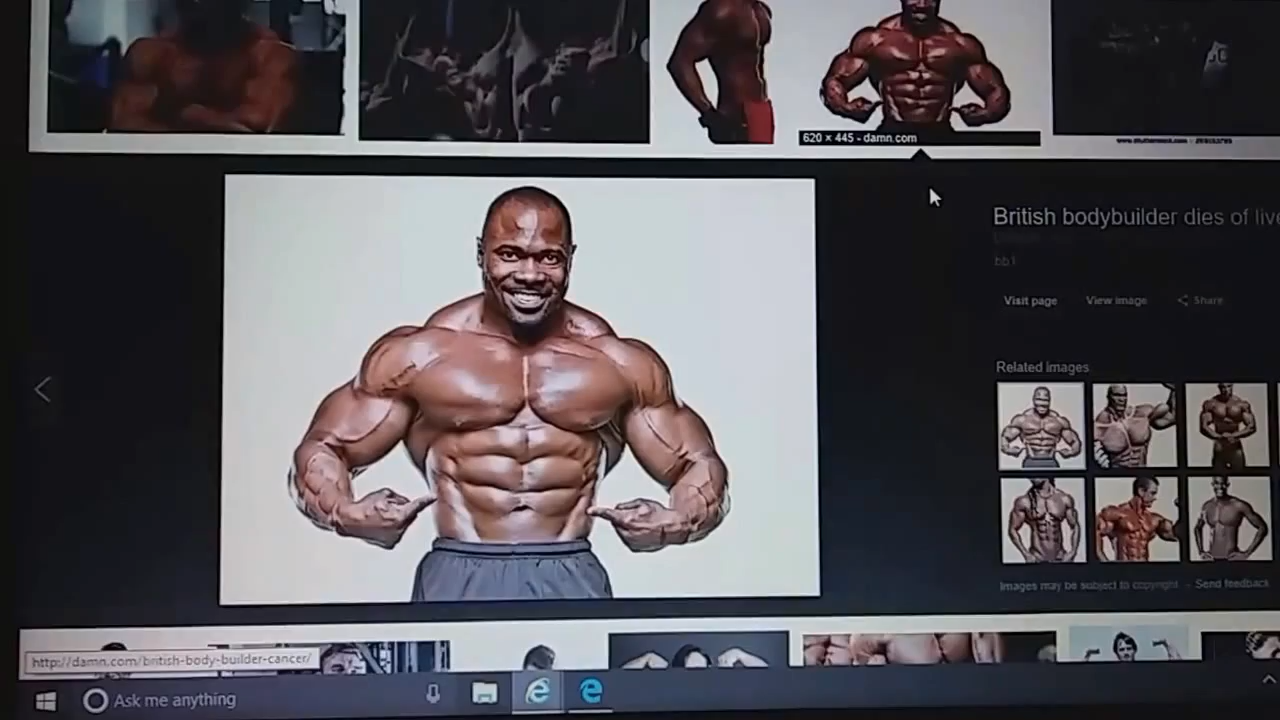 620 × 445 - damn.com
British bodybuilder dies of
bb1
Visit page
View image
Share
Related images
Images may be subject to copyright
- Send feedback
http://damn.com/british-body-builder-cancer/
Ask me anything